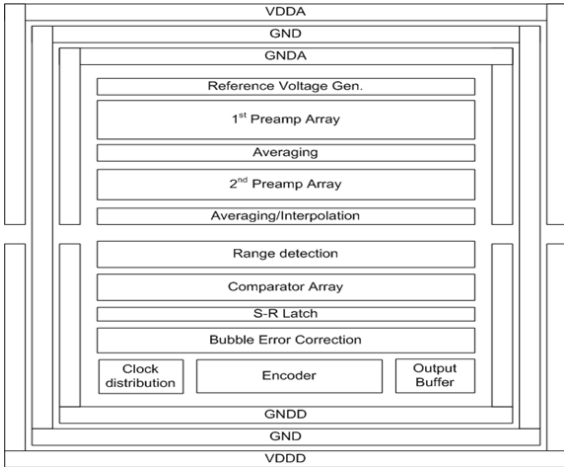 VDDA
GND
GNDA
Reference Voltage Gen.
1st Preamp Array
Averaging
2nd Preamp Array
Averaging/Interpolation
Range detection
Comparator Array
S-R Latch
Bubble Error Correction
Clock
distribution
Encoder
Output
Buffer
GNDD
GND
VDDD